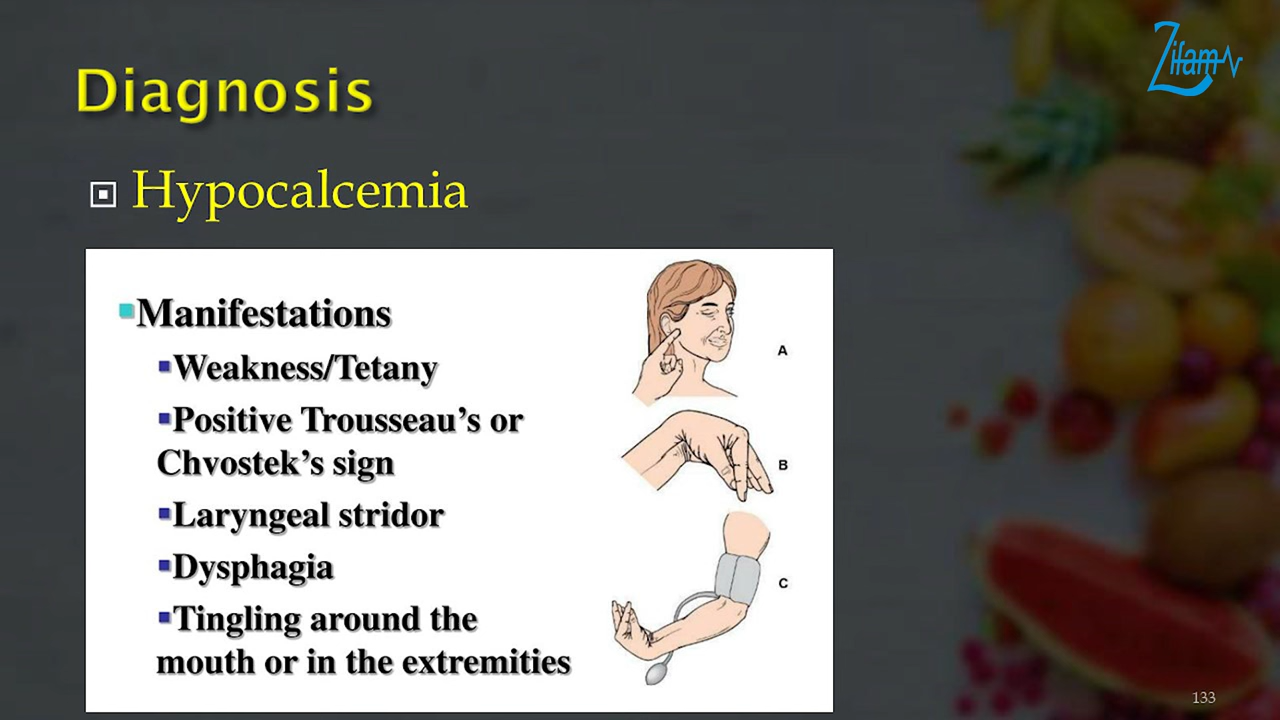 Zifam
Diagnosis
Hypocalcemia
Manifestations
Weakness/Tetany
Positive Trousseau’s or
Chvostek’s sign
Laryngeal stridor
Dysphagia
Tingling around the
mouth or in the extremities
A
B
C
133